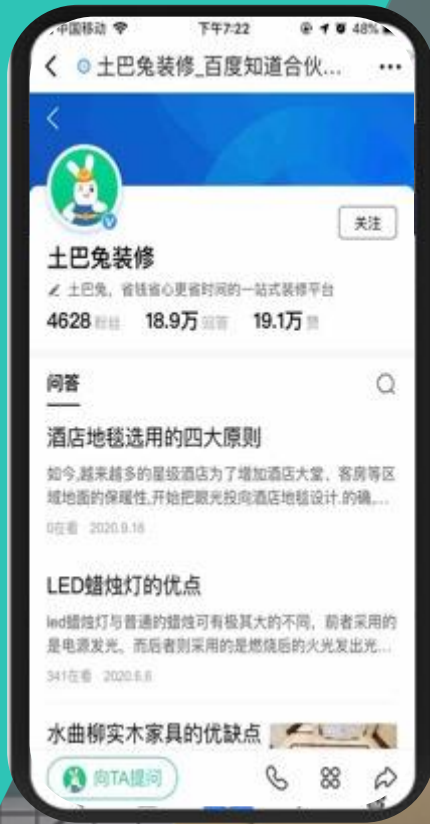 中国移动 下午7:22 48%
土巴兔装修_百度知道合伙... ...
关注
土巴兔装修
土巴兔，省钱省心更省时间的一站式装修平台
4628 粉丝 18.9万 回答 19.1万 赞
问答
酒店地毯选用的四大原则
如今,越来越多的星级酒店为了增加酒店大堂、客房等区
域地面的保暖性,开始把眼光投向酒店地毯设计.的确,...
0在看 2020.9.16
LED蜡烛灯的优点
led蜡烛灯与普通的蜡烛可有极其大的不同，前者采用的
是电源发光，而后者则采用的是燃烧后的火光发出光...
341在看 2020.6.6
水曲柳实木家具的优缺点
向TA提问